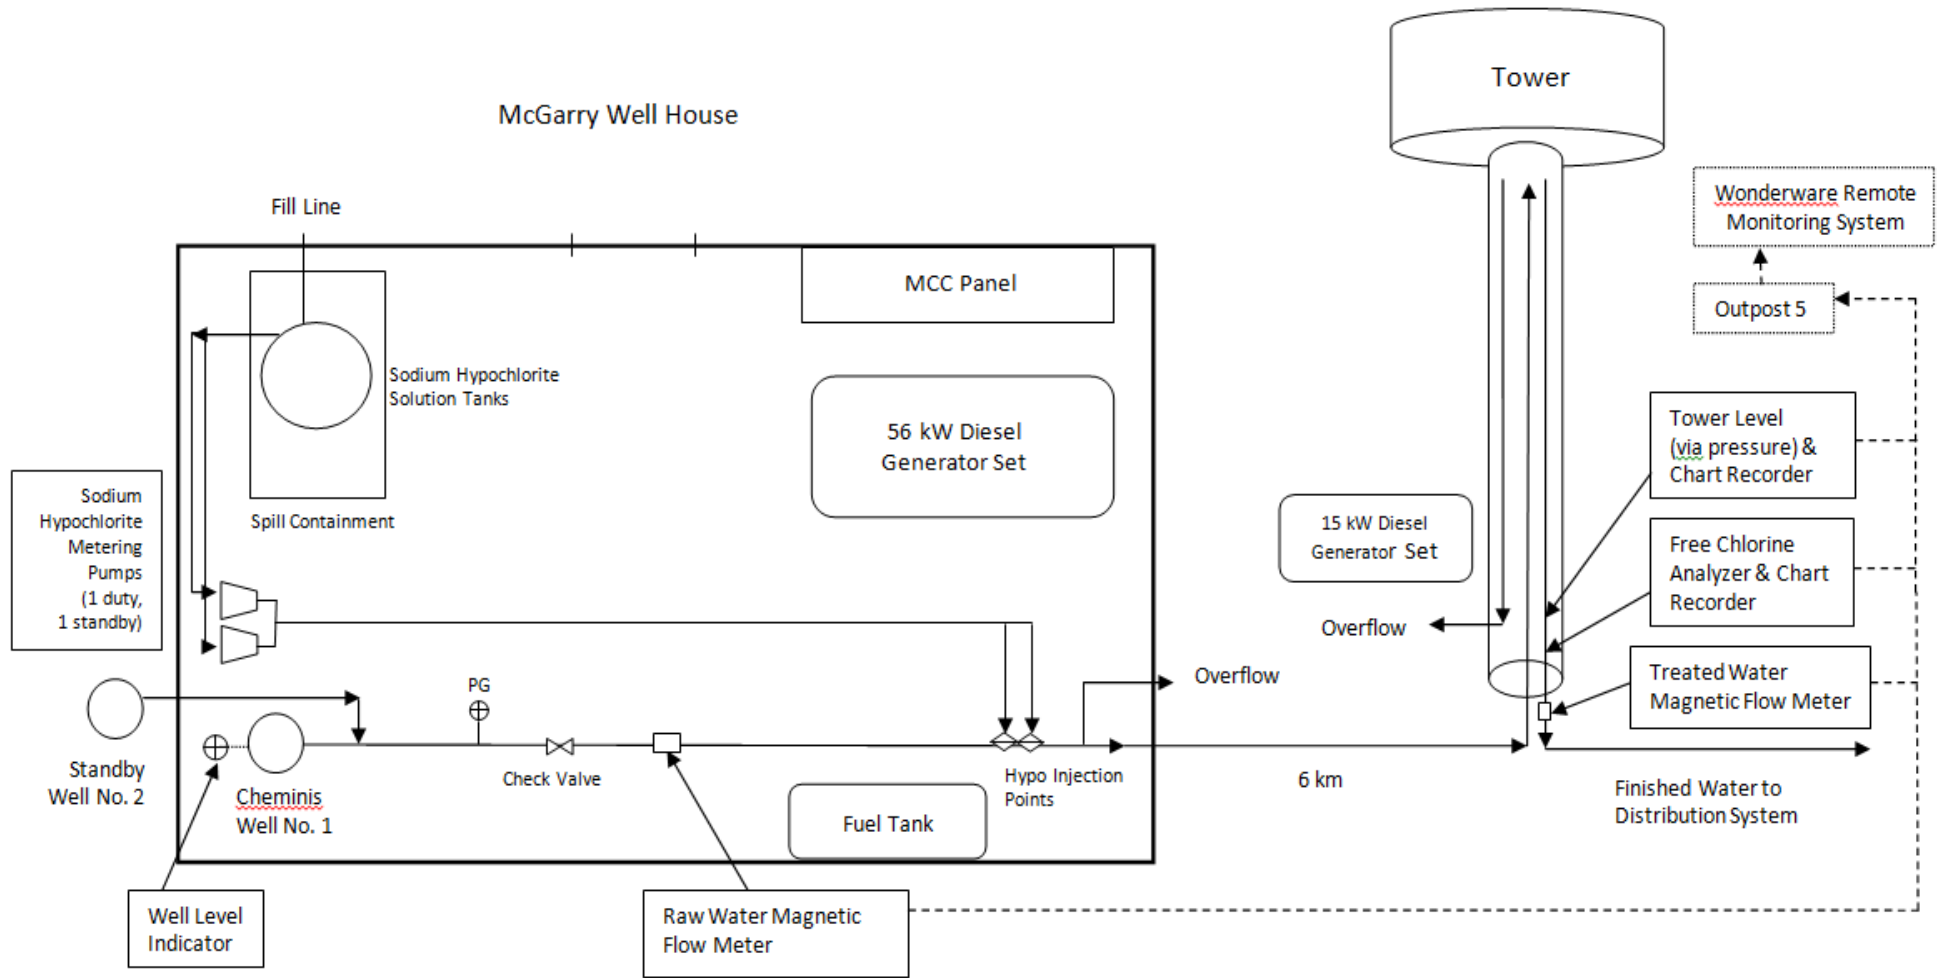 McGarry Well House
Tower
Fill Line
Wonderware Remote
Monitoring System
MCC Panel
Outpost 5
Sodium Hypochlorite
Solution Tanks
56 kW Diesel
Generator Set
Tower Level
(via pressure) &
Chart Recorder
Sodium
Hypochlorite
Metering
Pumps
(1 duty,
1 standby)
Spill Containment
15 kW Diesel
Generator Set
Free Chlorine
Analyzer & Chart
Recorder
Overflow
Overflow
Treated Water
Magnetic Flow Meter
PG
Standby
Well No. 2
Cheminis
Well No. 1
Check Valve
Hypo Injection
Points
6 km
Finished Water to
Distribution System
Fuel Tank
Well Level
Indicator
Raw Water Magnetic
Flow Meter